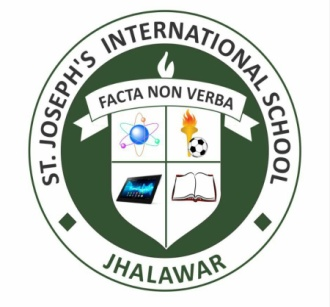 ST. JOSEPH'S INTERNATIONAL SCHOOL
FACTA NON VERBA
JHALAWAR